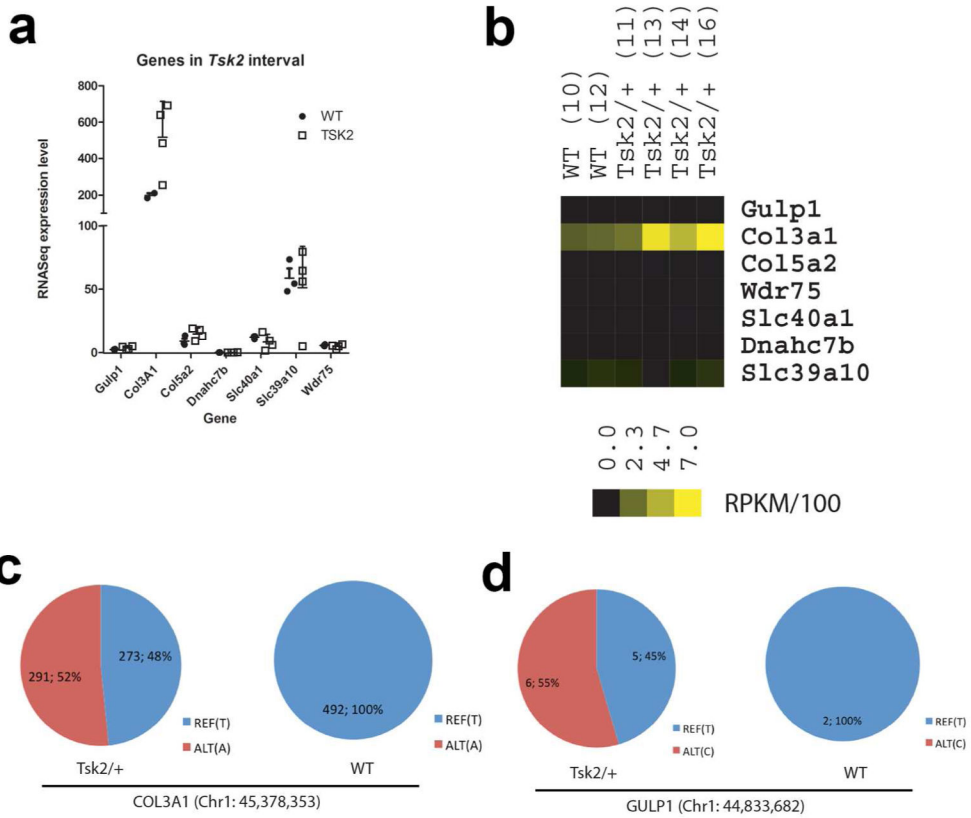 a
Genes in Tsk2 interval
800
600
400
200
100
50
0
RNASeq expression level
WT
TSK2
Gulp1
Col3A1
Col5a2
Dnahc7b
Slc40a1
Slc39a10
Wdr75
Gene
b
WT (10)
WT (12)
Tsk2/+ (11)
Tsk2/+ (13)
Tsk2/+ (14)
Tsk2/+ (16)
Gulp1
Col3a1
Col5a2
Wdr75
Slc40a1
Dnahc7b
Slc39a10
0.0
2.3
4.7
7.0
RPKM/100
c
273; 48%
291; 52%
REF(T)
ALT(A)
Tsk2/+
492; 100%
REF(T)
ALT(A)
WT
COL3A1 (Chr1: 45,378,353)
d
5; 45%
6; 55%
REF(T)
ALT(C)
Tsk2/+
2; 100%
REF(T)
ALT(C)
WT
GULP1 (Chr1: 44,833,682)